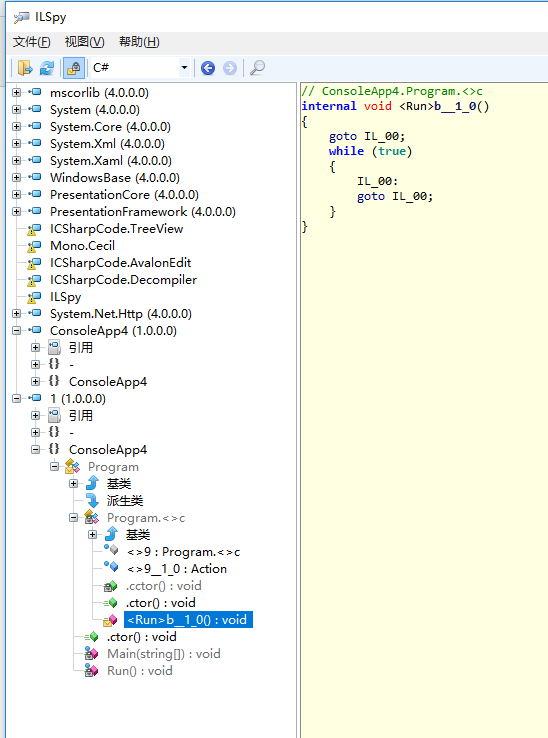 ILSpy
文件(F) 视图(V) 帮助(H)
C#
mscorlib (4.0.0.0)
System (4.0.0.0)
System.Core (4.0.0.0)
System.Xml (4.0.0.0)
System.Xaml (4.0.0.0)
WindowsBase (4.0.0.0)
PresentationCore (4.0.0.0)
PresentationFramework (4.0.0.0)
ICSharpCode.TreeView
Mono.Cecil
ICSharpCode.AvalonEdit
ICSharpCode.Decompiler
ILSpy
System.Net.Http (4.0.0.0)
ConsoleApp4 (1.0.0.0)
引用
{} -
{} ConsoleApp4
1 (1.0.0.0)
引用
{} -
{} ConsoleApp4
Program
基类
派生类
Program.<>c
基类
<>9 : Program.<>c
<>9__1_0 : Action
.cctor() : void
.ctor() : void
<Run>b__1_0() : void
.ctor() : void
Main(string[]) : void
Run() : void
// ConsoleApp4.Program.<>c
internal void <Run>b__1_0()
{
goto IL_00;
while (true)
{
IL_00:
goto IL_00;
}
}